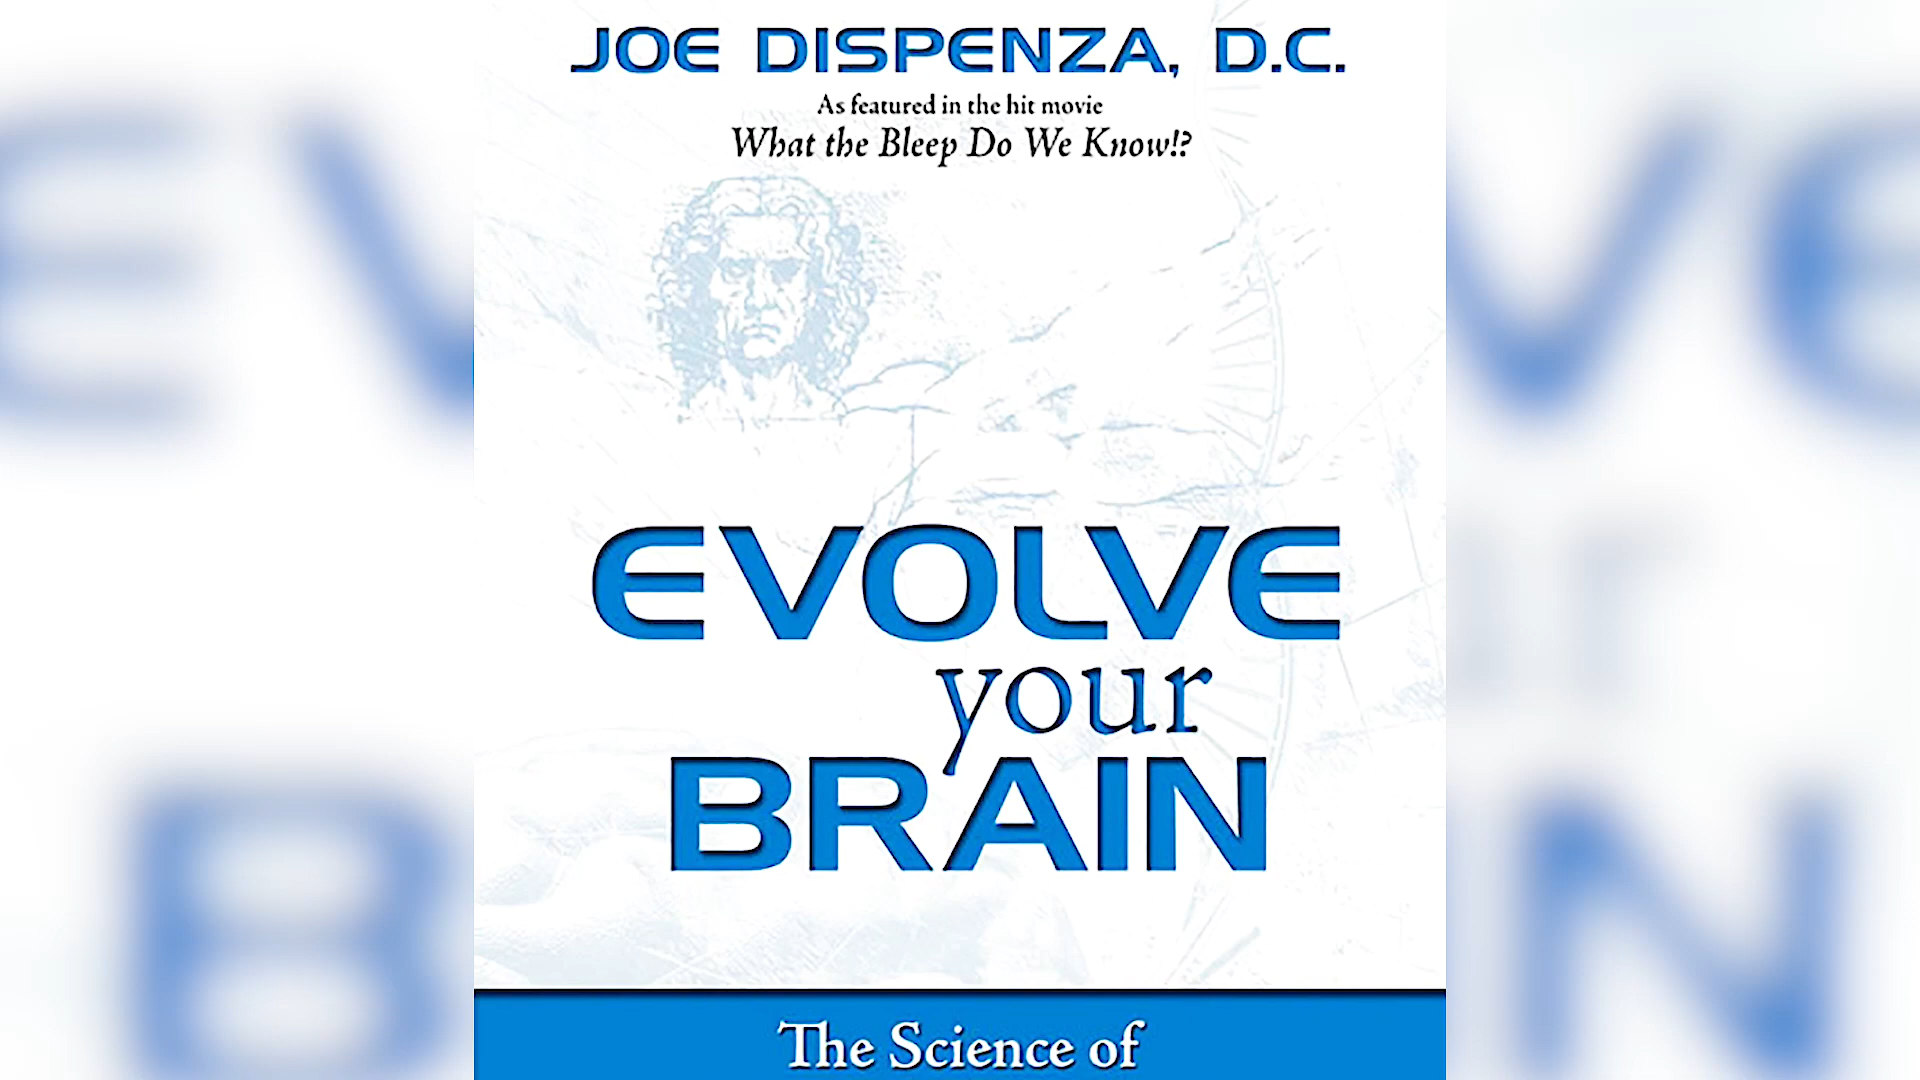 JOE DISPENZA, D.C.
As featured in the hit movie
What the Bleep Do We Know!?
EVOLVE
your
BRAIN
The Science of